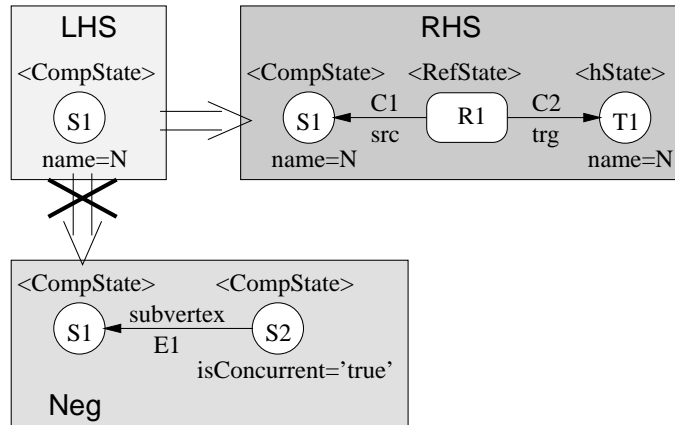 LHS
RHS
<CompState>
<CompState> <RefState> <hState>
S1
S1 C1 R1 C2 T1
src trg
name=N
name=N name=N
<CompState> <CompState>
S1 subvertex S2
E1
isConcurrent='true'
Neg